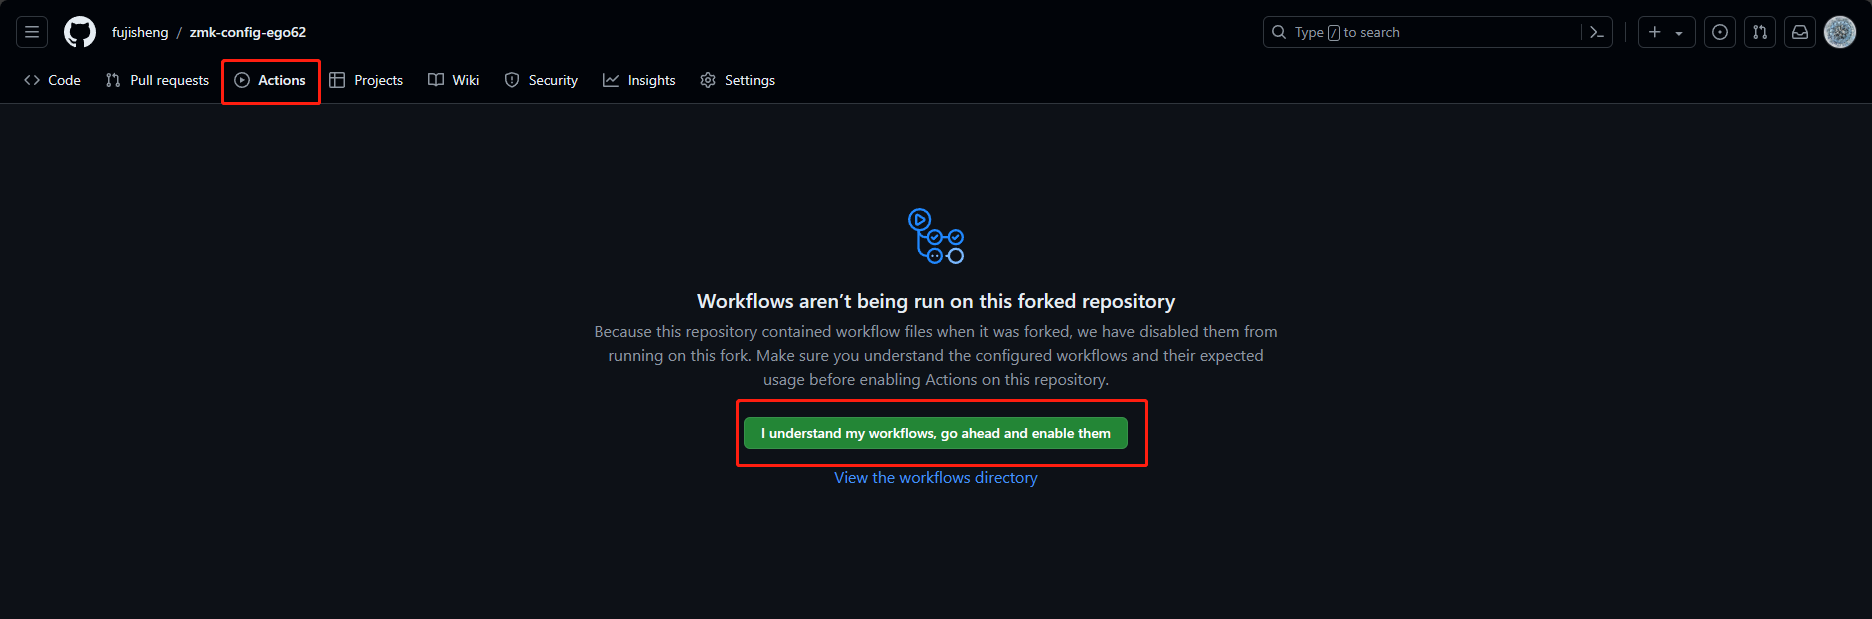 fujisheng / zmk-config-ego62
Type / to search
Code Pull requests Actions Projects Wiki Security Insights Settings
Workflows aren’t being run on this forked repository
Because this repository contained workflow files when it was forked, we have disabled them from
running on this fork. Make sure you understand the configured workflows and their expected
usage before enabling Actions on this repository.
I understand my workflows, go ahead and enable them
View the workflows directory